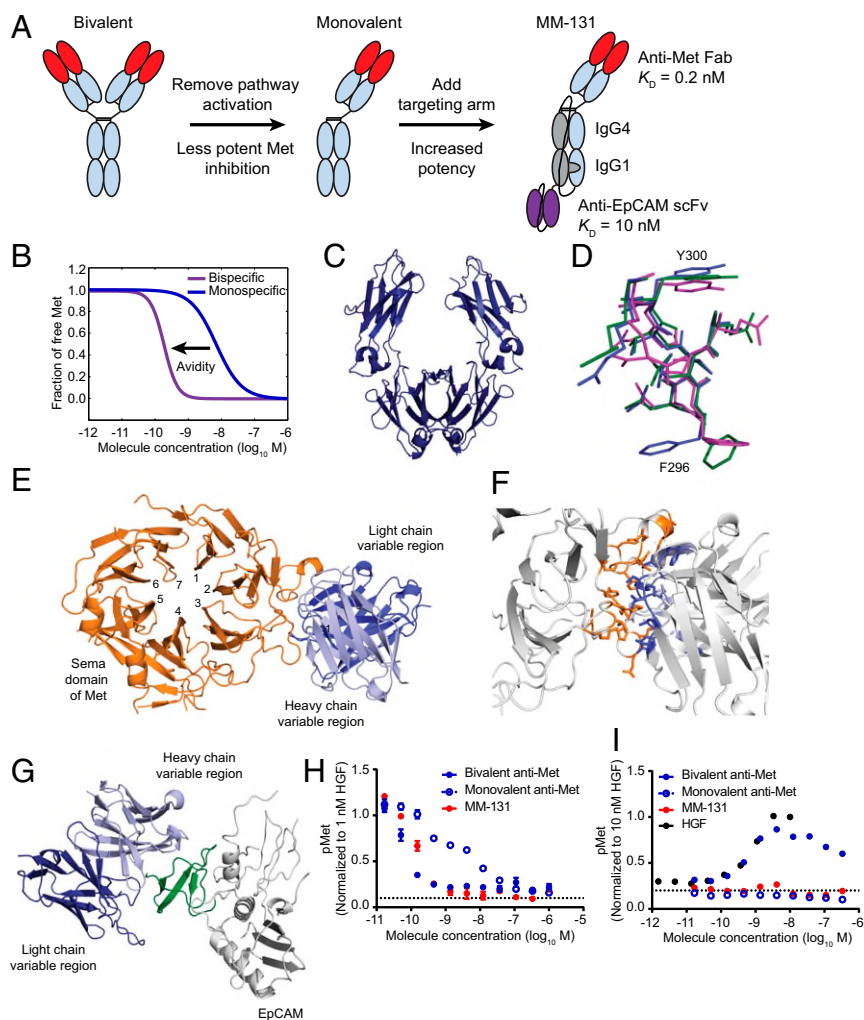 A
Bivalent
Monovalent
MM-131
Remove pathway
activation
Less potent Met
inhibition
Add
targeting arm
Increased
potency
Anti-Met Fab
K_D = 0.2 nM
IgG4
IgG1
Anti-EpCAM scFv
K_D = 10 nM
B
Fraction of free Met
1.2
1.0
0.8
0.6
0.4
0.2
0.0
Bispecific
Monospecific
Avidity
-12 -11 -10 -9 -8 -7 -6
Molecule concentration (log₁₀ M)
C
D
Y300
F296
E
Light chain
variable region
6 7 1
5 2
4 3
1
Sema
domain
of Met
Heavy chain
variable region
F
G
Heavy chain
variable region
Light chain
variable region
EpCAM
H
pMet
(Normalized to 1 nM HGF)
1.5
1.0
0.5
0.0
Bivalent anti-Met
Monovalent anti-Met
MM-131
-11 -10 -9 -8 -7 -6 -5
Molecule concentration (log₁₀ M)
I
pMet
(Normalized to 10 nM HGF)
1.5
1.0
0.5
0.0
Bivalent anti-Met
Monovalent anti-Met
MM-131
HGF
-12 -11 -10 -9 -8 -7 -6
Molecule concentration (log₁₀ M)